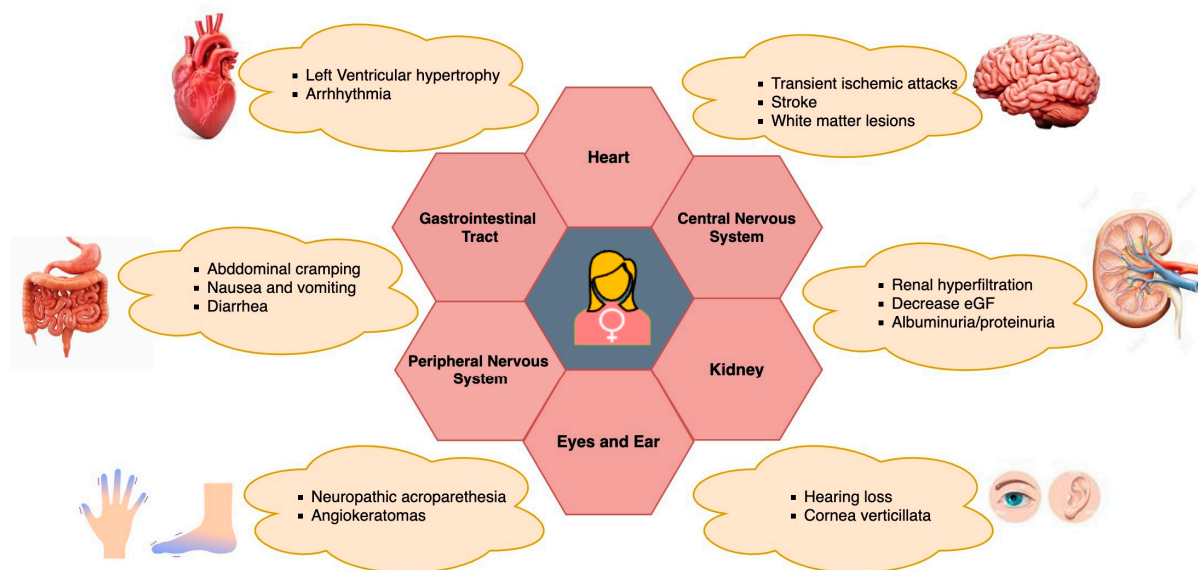 Left Ventricular hypertrophy
Arrhhythmia
Transient ischemic attacks
Stroke
White matter lesions
Heart
Gastrointestinal
Tract
Central Nervous
System
Abddominal cramping
Nausea and vomiting
Diarrhea
Renal hyperfiltration
Decrease eGF
Albuminuria/proteinuria
Peripheral Nervous
System
Kidney
Eyes and Ear
Neuropathic acroparethesia
Angiokeratomas
Hearing loss
Cornea verticillata